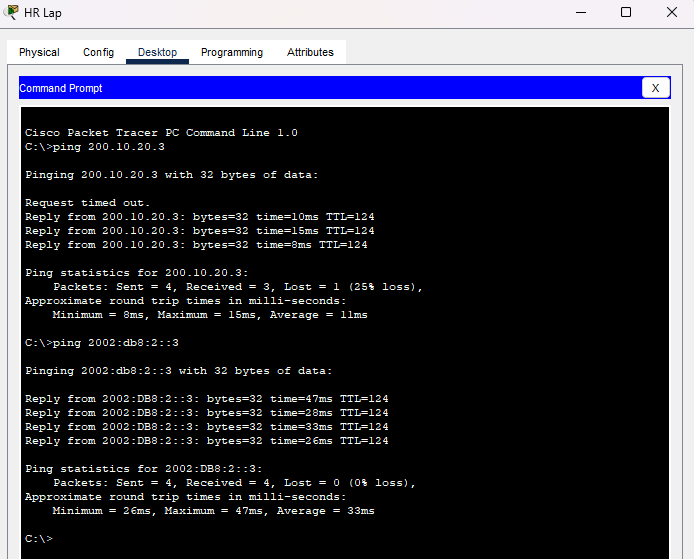 HR Lap
Physical Config Desktop Programming Attributes
Command Prompt
X
Cisco Packet Tracer PC Command Line 1.0
C:\>ping 200.10.20.3
Pinging 200.10.20.3 with 32 bytes of data:
Request timed out.
Reply from 200.10.20.3: bytes=32 time=10ms TTL=124
Reply from 200.10.20.3: bytes=32 time=15ms TTL=124
Reply from 200.10.20.3: bytes=32 time=8ms TTL=124
Ping statistics for 200.10.20.3:
Packets: Sent = 4, Received = 3, Lost = 1 (25% loss),
Approximate round trip times in milli-seconds:
Minimum = 8ms, Maximum = 15ms, Average = 11ms
C:\>ping 2002:db8:2::3
Pinging 2002:db8:2::3 with 32 bytes of data:
Reply from 2002:DB8:2::3: bytes=32 time=47ms TTL=124
Reply from 2002:DB8:2::3: bytes=32 time=28ms TTL=124
Reply from 2002:DB8:2::3: bytes=32 time=33ms TTL=124
Reply from 2002:DB8:2::3: bytes=32 time=26ms TTL=124
Ping statistics for 2002:DB8:2::3:
Packets: Sent = 4, Received = 4, Lost = 0 (0% loss),
Approximate round trip times in milli-seconds:
Minimum = 26ms, Maximum = 47ms, Average = 33ms
C:\>